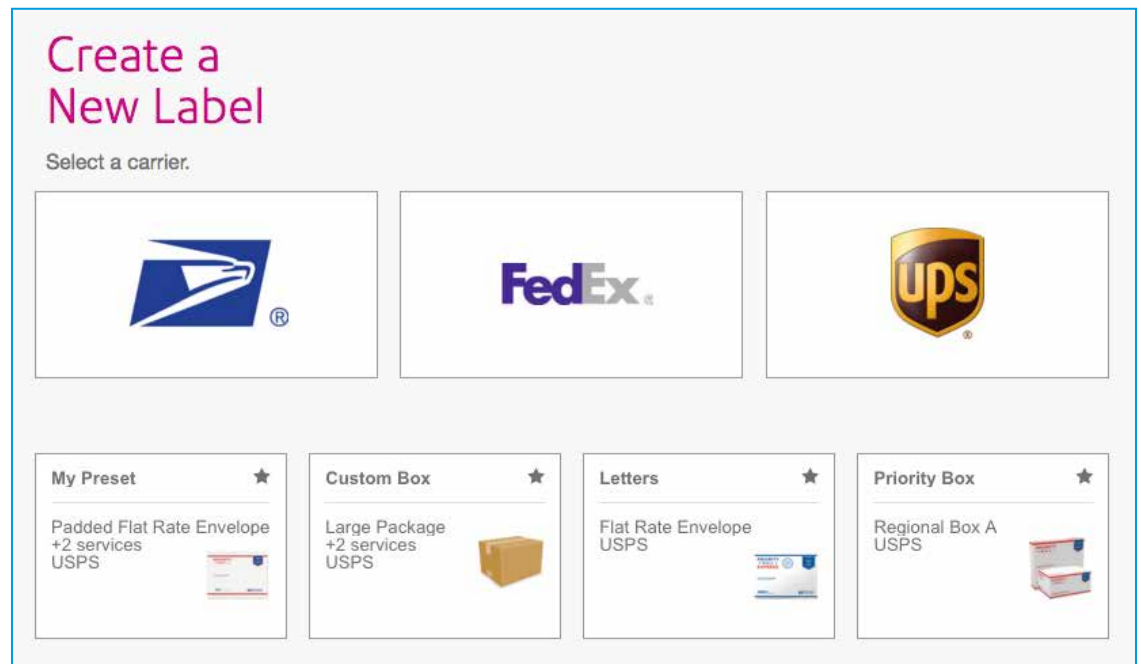 Create a
New Label
Select a carrier.
®
FedEx®
ups
®
My Preset
Padded Flat Rate Envelope
+2 services
USPS
Custom Box
Large Package
+2 services
USPS
Letters
Flat Rate Envelope
USPS
Priority Box
Regional Box A
USPS